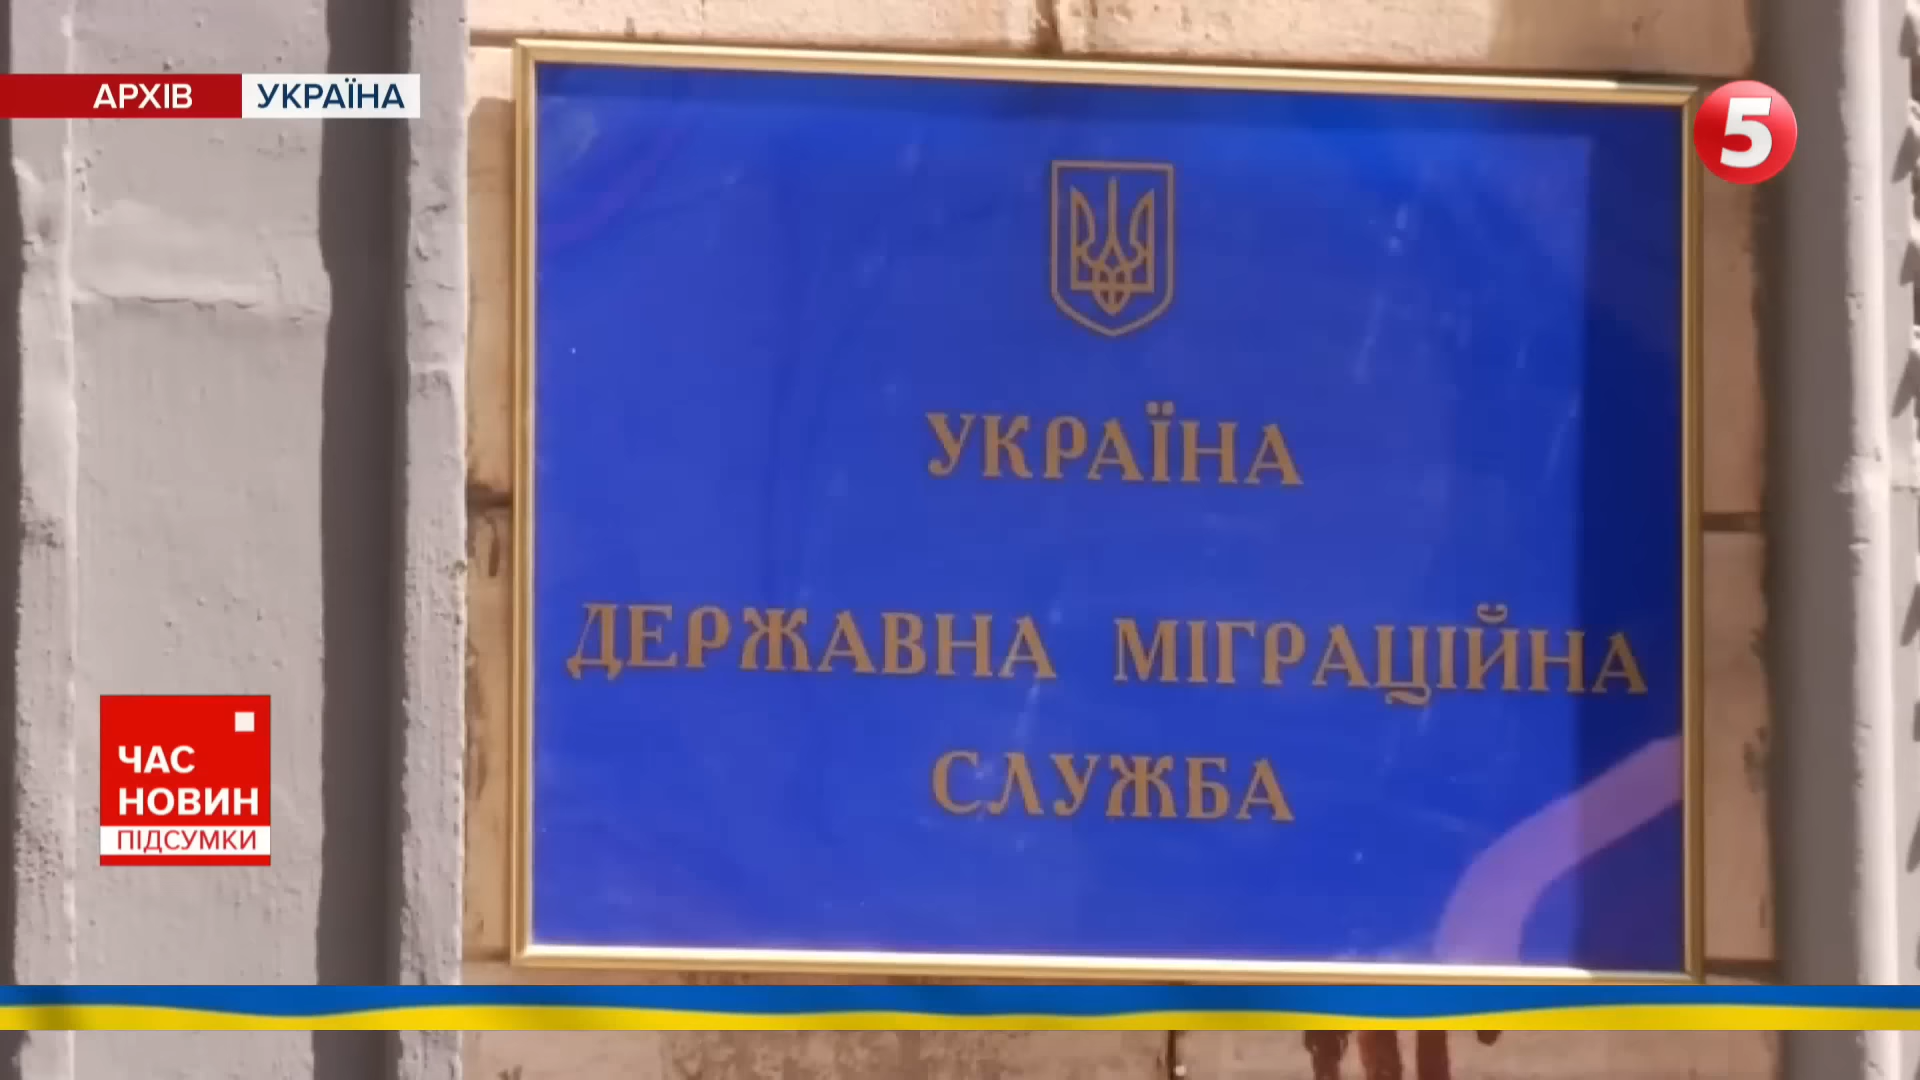 АРХІВ УКРАЇНА
5
УКРАЇНА
ДЕРЖАВНА МІГРАЦІЙНА
СЛУЖБА
ЧАС
НОВИН
ПІДСУМКИ